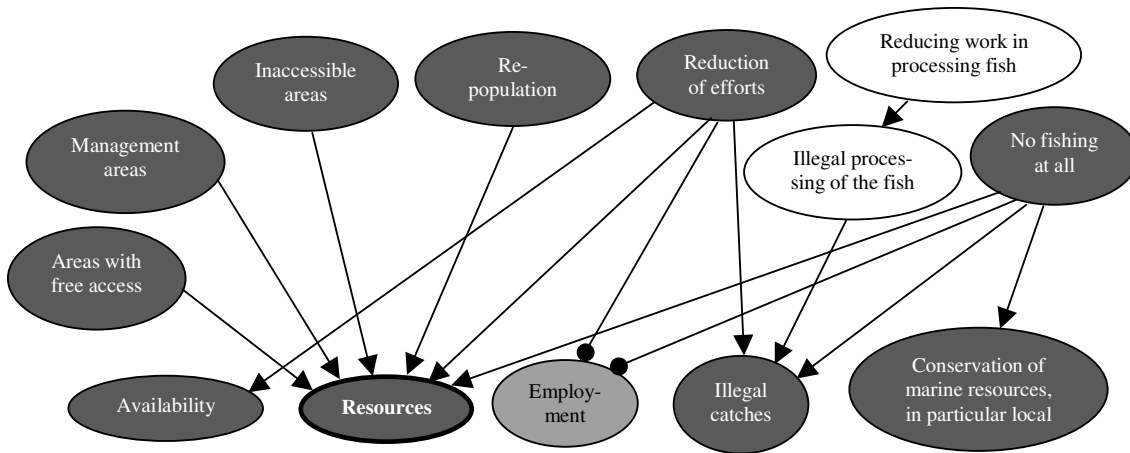 Reducing work in
processing fish
Re-
population
Reduction
of efforts
Inaccessible
areas
Management
areas
Illegal proces-
sing of the fish
No fishing
at all
Areas with
free access
Availability
Resources
Employ-
ment
Illegal
catches
Conservation of
marine resources,
in particular local